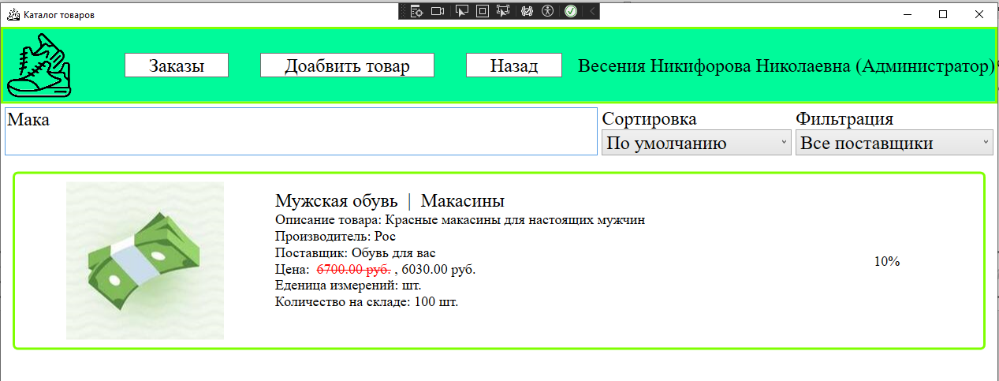 Каталог товаров
Заказы
Доабвить товар
Назад
Весения Никифорова Николаевна (Администратор)
Мака
Сортировка
Фильтрация
По умолчанию
Все поставщики
Мужская обувь | Макасины
Описание товара: Красные макасины для настоящих мужчин
Производитель: Рос
Поставщик: Обувь для вас
Цена: 6700.00 руб. , 6030.00 руб.
Еденица измерений: шт.
Количество на складе: 100 шт.
10%